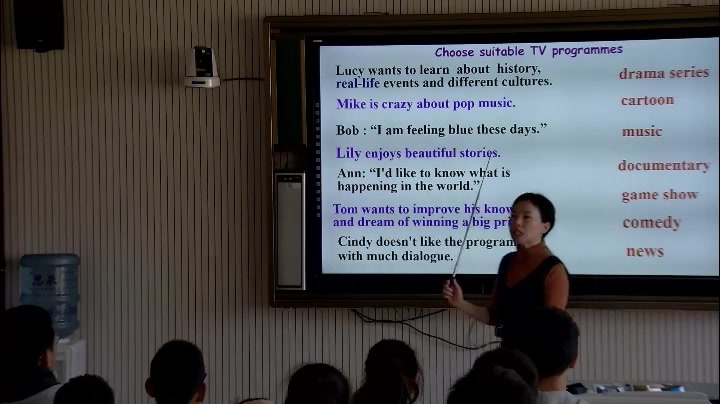 Choose suitable TV programmes
Lucy wants to learn about history,
real-life events and different cultures.
Mike is crazy about pop music.
Bob : “I am feeling blue these days.”
Lily enjoys beautiful stories.
Ann: “I'd like to know what is
happening in the world.”
Tom wants to improve his know
and dream of winning a big pri
Cindy doesn't like the program
with much dialogue.
drama series
cartoon
music
documentary
game show
comedy
news